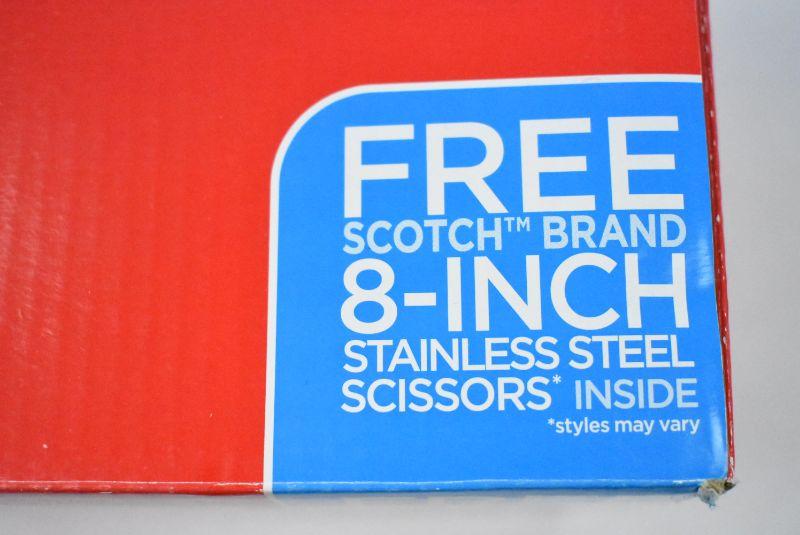 FREE
SCOTCH™ BRAND
8-INCH
STAINLESS STEEL
SCISSORS* INSIDE
*styles may vary